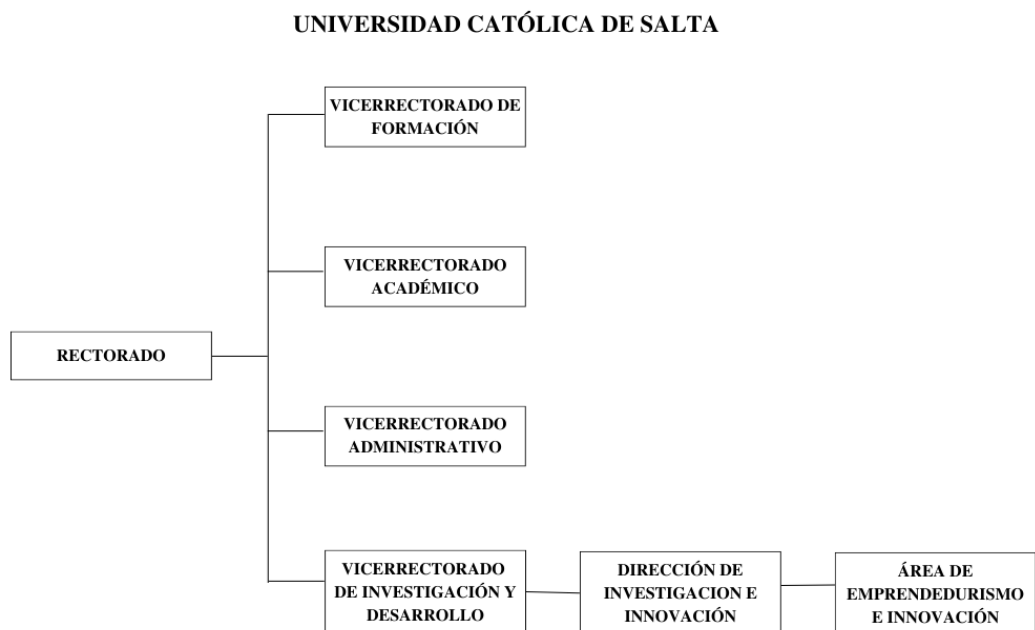 UNIVERSIDAD CATÓLICA DE SALTA
VICERRECTORADO DE
FORMACIÓN
VICERRECTORADO
ACADÉMICO
RECTORADO
VICERRECTORADO
ADMINISTRATIVO
VICERRECTORADO
DE INVESTIGACIÓN Y
DESARROLLO
DIRECCIÓN DE
INVESTIGACION E
INNOVACIÓN
ÁREA DE
EMPRENDEDURISMO
E INNOVACIÓN